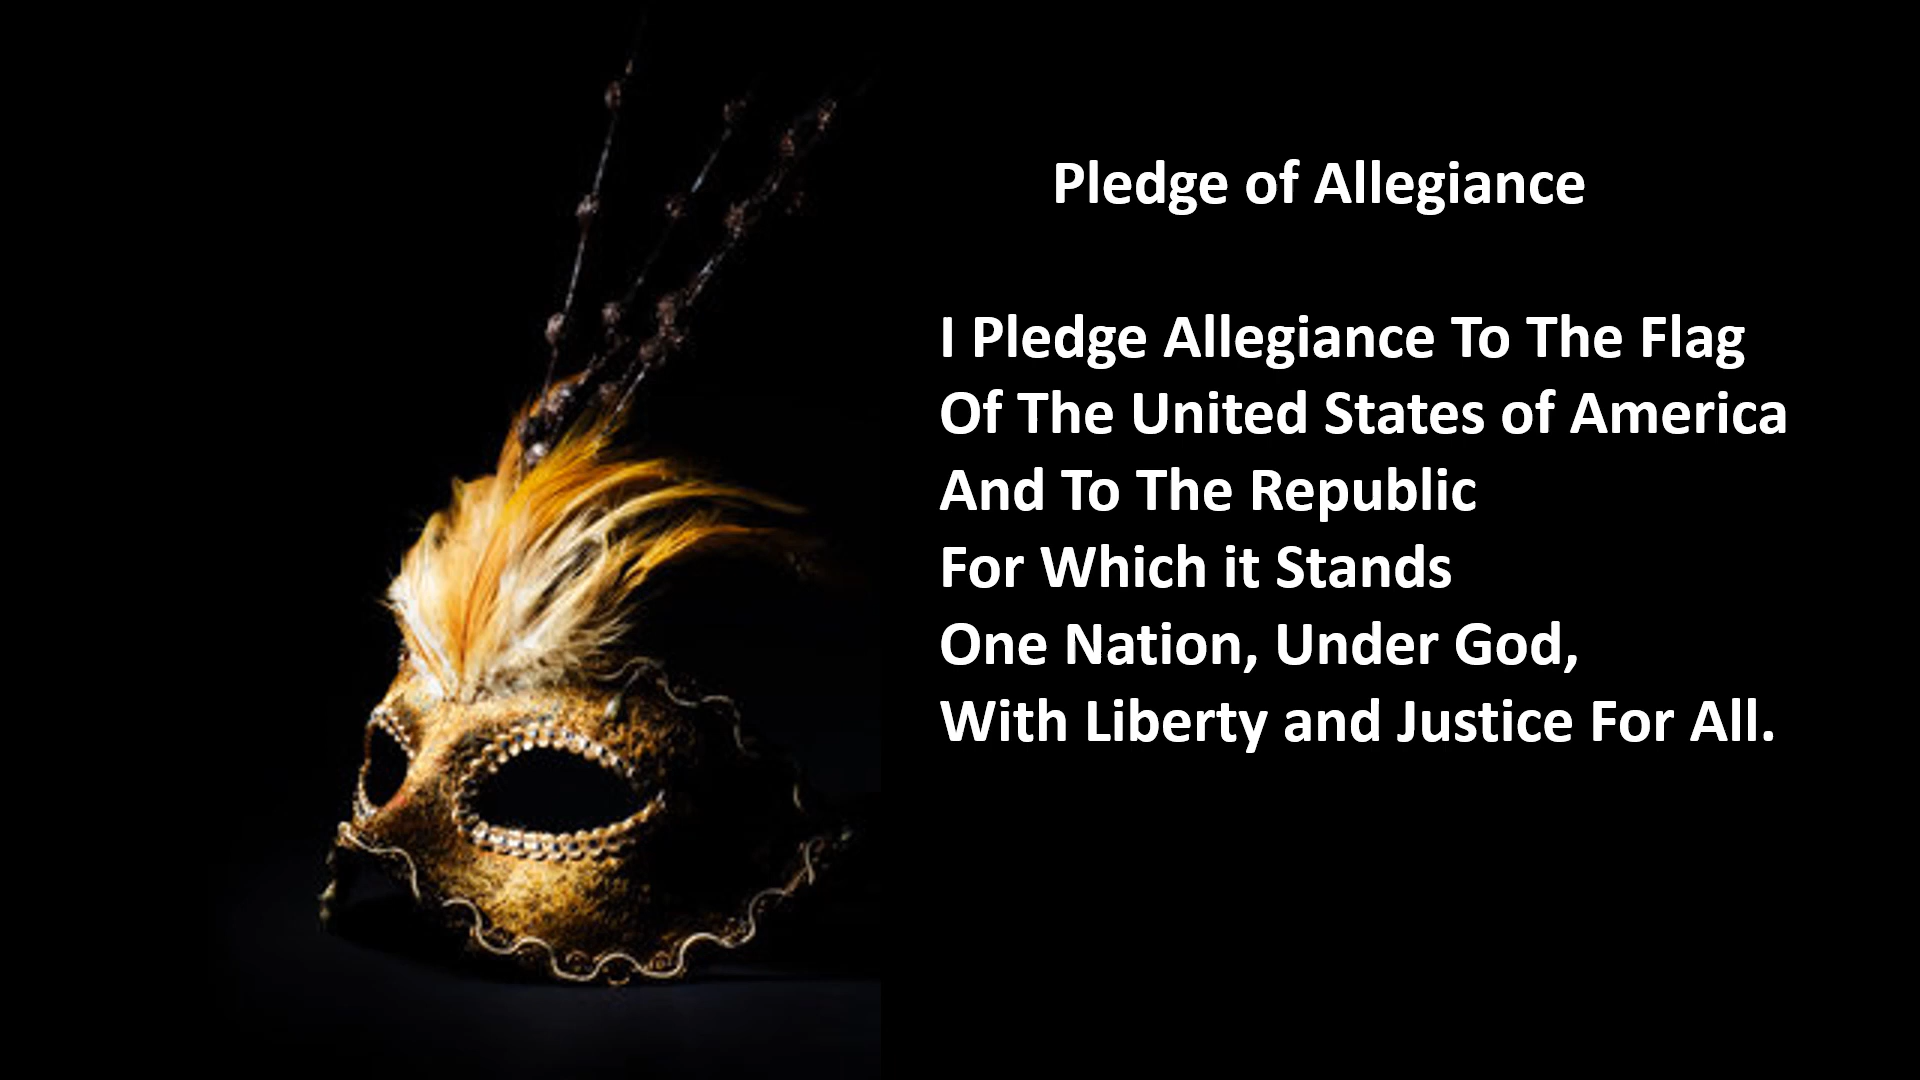 Pledge of Allegiance
I Pledge Allegiance To The Flag
Of The United States of America
And To The Republic
For Which it Stands
One Nation, Under God,
With Liberty and Justice For All.